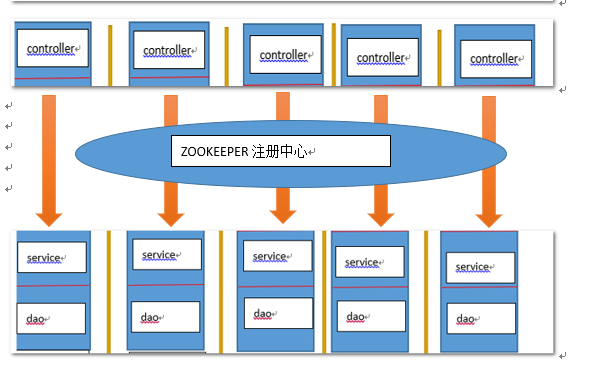 controller
controller
controller
controller
controller
ZOOKEEPER 注册中心
service
service
service
service
service
dao
dao
dao
dao
dao